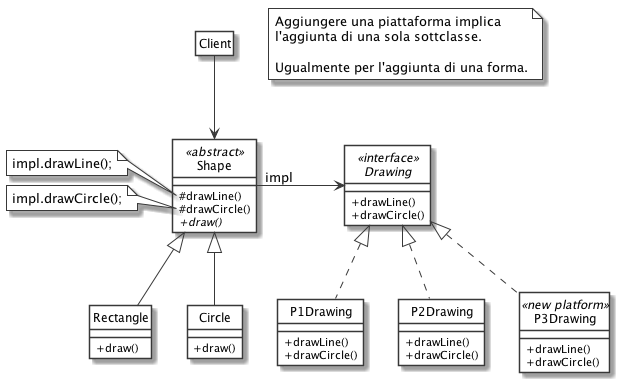 Aggiungere una piattaforma implica
l'aggiunta di una sola sottclasse.
Ugualmente per l'aggiunta di una forma.
Client
«abstract»
Shape
#drawLine()
#drawCircle()
+draw()
impl.drawLine();
impl.drawCircle();
impl
«interface»
Drawing
+drawLine()
+drawCircle()
Rectangle
+draw()
Circle
+draw()
P1Drawing
+drawLine()
+drawCircle()
P2Drawing
+drawLine()
+drawCircle()
«new platform»
P3Drawing
+drawLine()
+drawCircle()